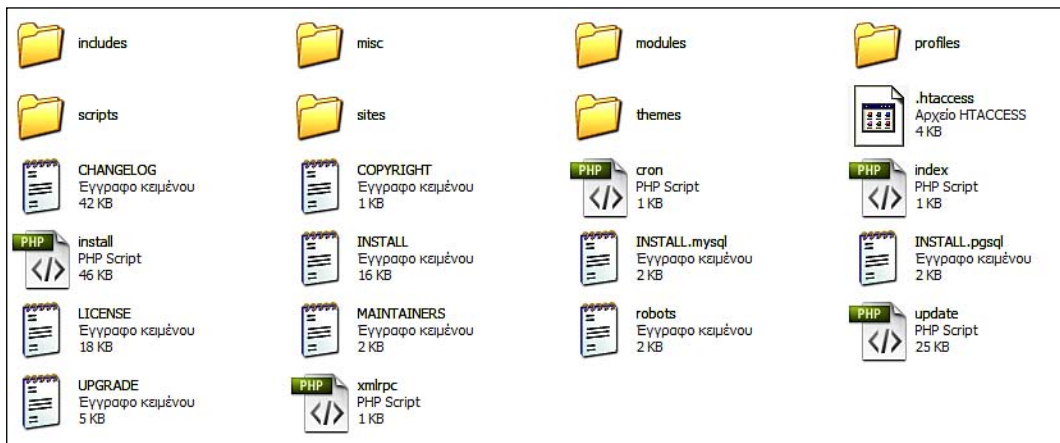 includes
misc
modules
profiles
scripts
sites
themes
.htaccess
Αρχείο HTACCESS
4 KB
CHANGELOG
Έγγραφο κειμένου
42 KB
COPYRIGHT
Έγγραφο κειμένου
1 KB
PHP
cron
PHP Script
1 KB
PHP
index
PHP Script
1 KB
PHP
install
PHP Script
46 KB
INSTALL
Έγγραφο κειμένου
16 KB
INSTALL.mysql
Έγγραφο κειμένου
2 KB
INSTALL.pgsql
Έγγραφο κειμένου
2 KB
LICENSE
Έγγραφο κειμένου
18 KB
MAINTAINERS
Έγγραφο κειμένου
2 KB
robots
Έγγραφο κειμένου
2 KB
PHP
update
PHP Script
25 KB
UPGRADE
Έγγραφο κειμένου
5 KB
PHP
xmlrpc
PHP Script
1 KB